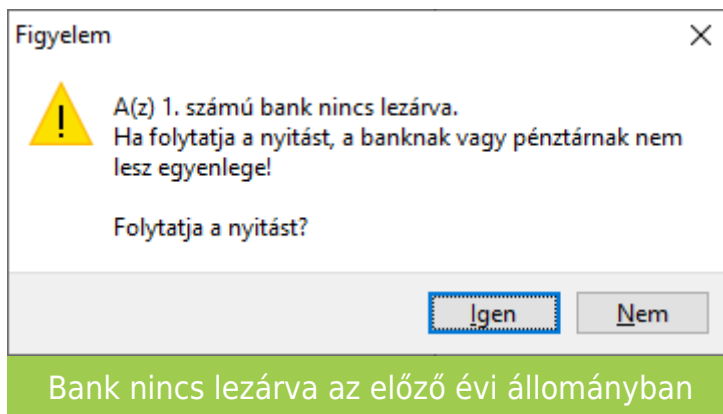 Figyelem
A(z) 1. számú bank nincs lezárva.
Ha folytatja a nyitást, a banknak vagy pénztárnak nem
lesz egyenlege!
Folytatja a nyitást?
Igen Nem
Bank nincs lezárva az előző évi állományban